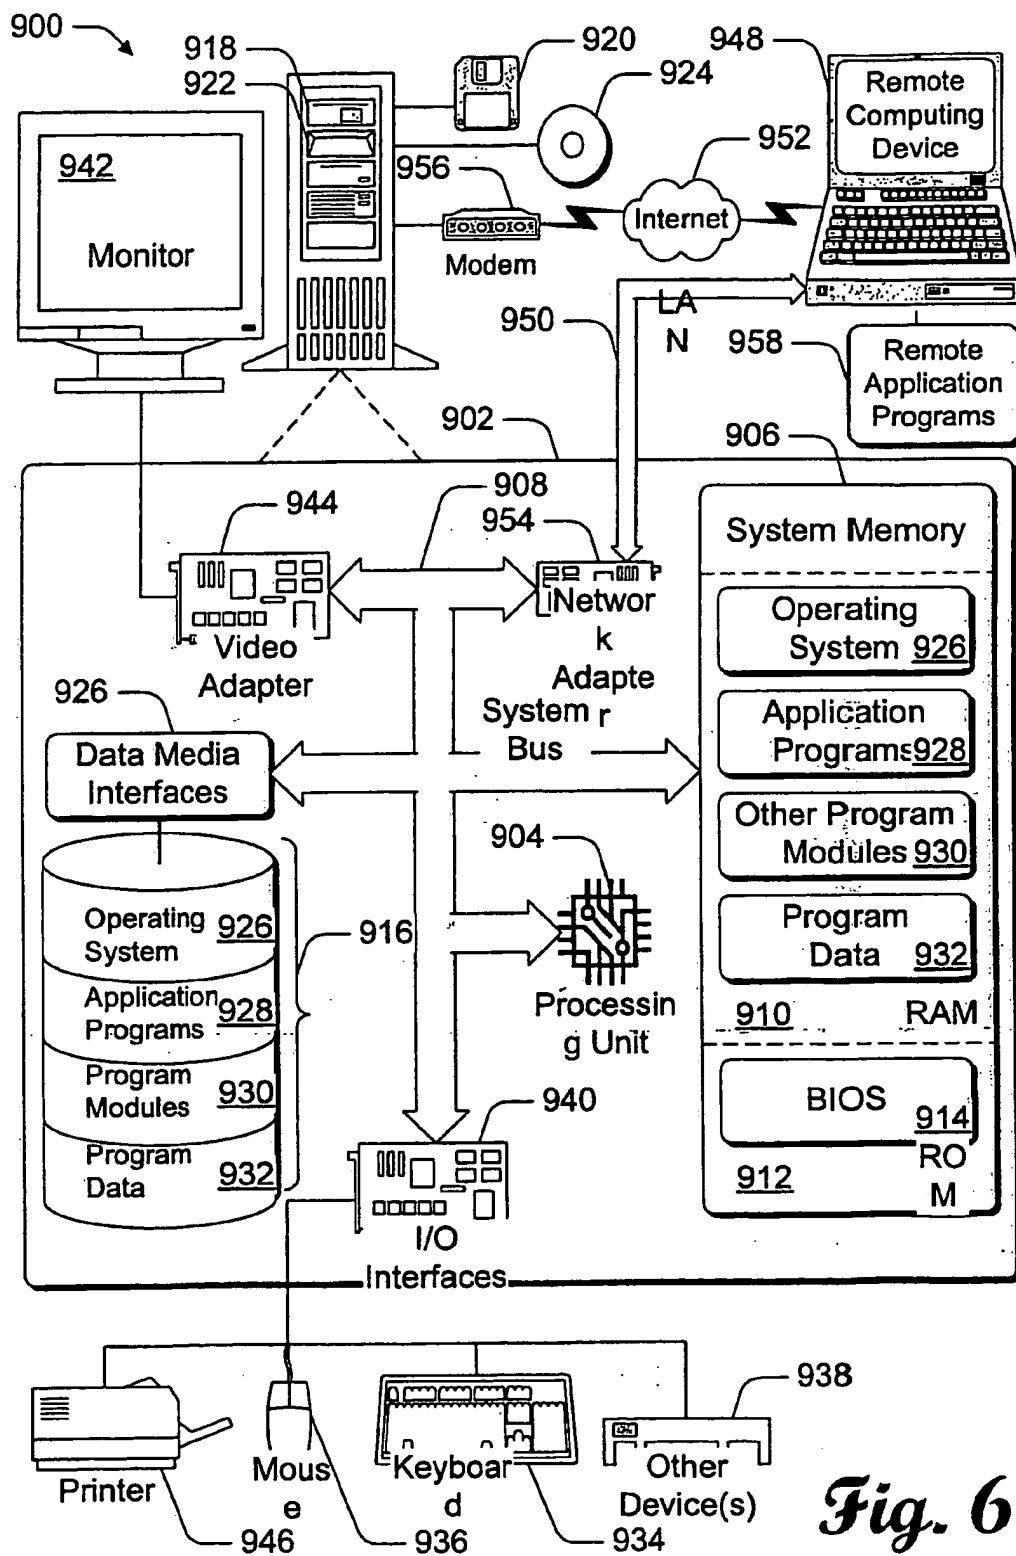 900
918
920
948
922
924
Remote
Computing
Device
942
956
952
Internet
Monitor
Modem
950
LA
N
958
Remote
Application
Programs
902
906
944
908
954
System Memory
Operating
System 926
Networ
k
Adapte
r
Video
Adapter
926
System
Bus
Application
Programs 928
Data Media
Interfaces
Other Program
Modules 930
904
Operating
System 926
916
Program
Data 932
Application
Programs 928
Processin
g Unit
910 RAM
Program
Modules 930
940
BIOS
914
Program
Data 932
912
RO
M
I/O
Interfaces
938
Printer
Mous
e
Keyboar
d
Other
Device(s)
946
936
934
Fig. 6